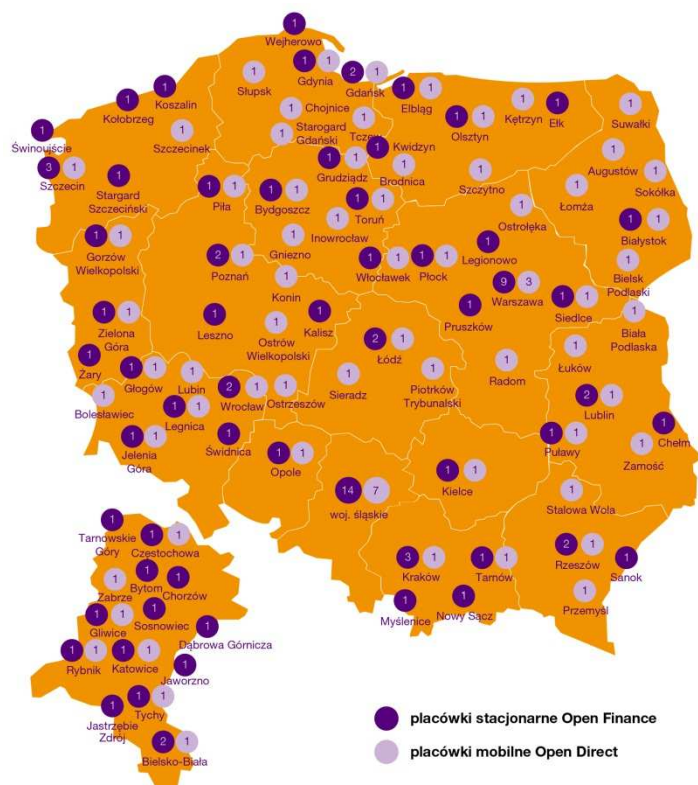 1
Wejherowo
1 1
Gdynia
2 1
Gdańsk
1
Słupsk
1
Koszalin
1
Kołobrzeg
1
Świnoujście
1
Szczecinek
3 1
Szczecin
1
Stargard
Szczeciński
1 Chojnice
1 Starogard
Gdański
1
Tczew
1 Kwidzyn
1 1
Elbląg
1 1
Olsztyn
1
Kętrzyn
1
Ełk
1
Suwałki
1
Augustów
1
Sokółka
1
Łomża
1 1
Białystok
1
Bielsk
Podlaski
1
Szczytno
1
Brodnica
1 1
Grudziądz
1 1
Piła
1 1
Bydgoszcz
1 1
Toruń
1
Inowrocław
1
Ostrołęka
1
Legionowo
1 1
Gorzów
Wielkopolski
2 1
Poznań
1
Gniezno
1 1
Włocławek
1 1
Płock
9 3
Warszawa
1
Pruszków
1 1
Siedlce
1
Biała
Podlaska
1
Konin
1 1
Zielona
Góra
1
Leszno
1
Ostrów
Wielkopolski
1
Kalisz
2 1
Łódź
1
Żary
1 1
Głogów
1
Lubin
2 1
Wrocław
1
Ostrzeszów
1
Sieradz
1
Piotrków
Trybunalski
1
Radom
1
Łuków
2 1
Lublin
1
Bolesławiec
1 1
Legnica
1 1
Jelenia
Góra
1
Świdnica
1 1
Opole
1 1
Puławy
1
Chełm
1
Zamość
14 7
woj. śląskie
1 1
Kielce
1
Stalowa Wola
3 1
Kraków
1 1
Tarnów
2 1
Rzeszów
1
Sanok
1
Myślenice
1
Nowy Sącz
1
Przemyśl
1
Tarnowskie
Góry
1 1
Częstochowa
1
Zabrze
1
Bytom
1
Chorzów
1 1
Gliwice
1
Sosnowiec
1
Dąbrowa Górnicza
1 1
Rybnik
1 1
Katowice
1
Jaworzno
1
Jastrzębie
Zdrój
1 1
Tychy
2 1
Bielsko-Biała
placówki stacjonarne Open Finance
placówki mobilne Open Direct